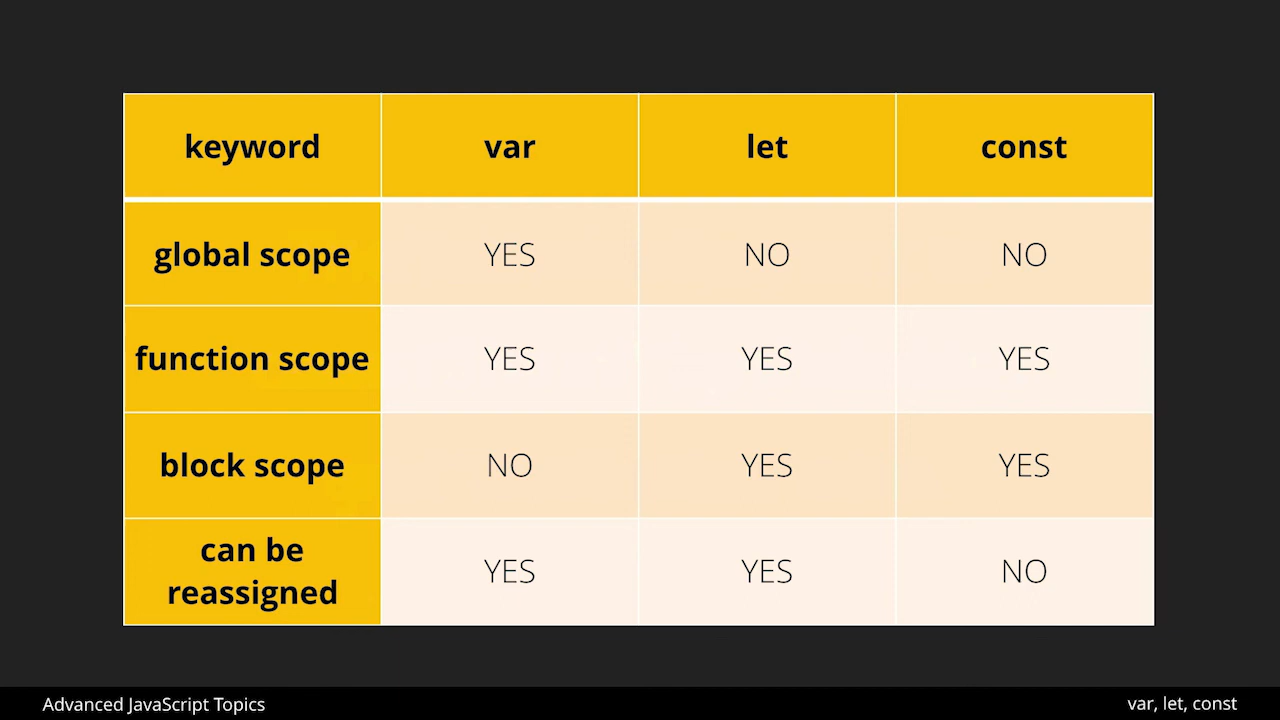 keyword var let const
global scope YES NO NO
function scope YES YES YES
block scope NO YES YES
can be
reassigned YES YES NO
Advanced JavaScript Topics
var, let, const